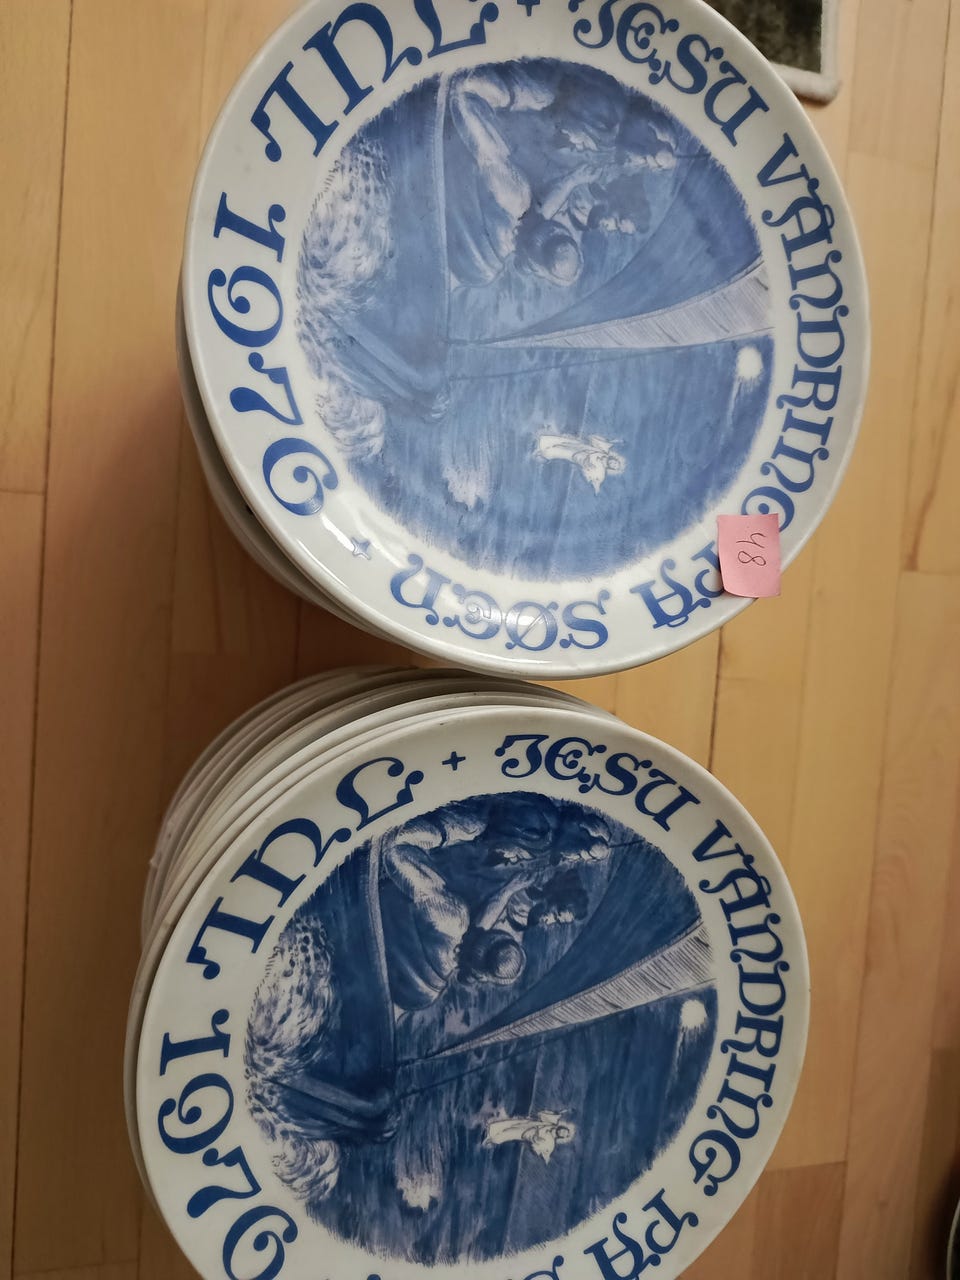 JESU VANDRING PÅ SØEN +
JUL 1976 +
48
JESU VANDRING PÅ
JUL 1976 +